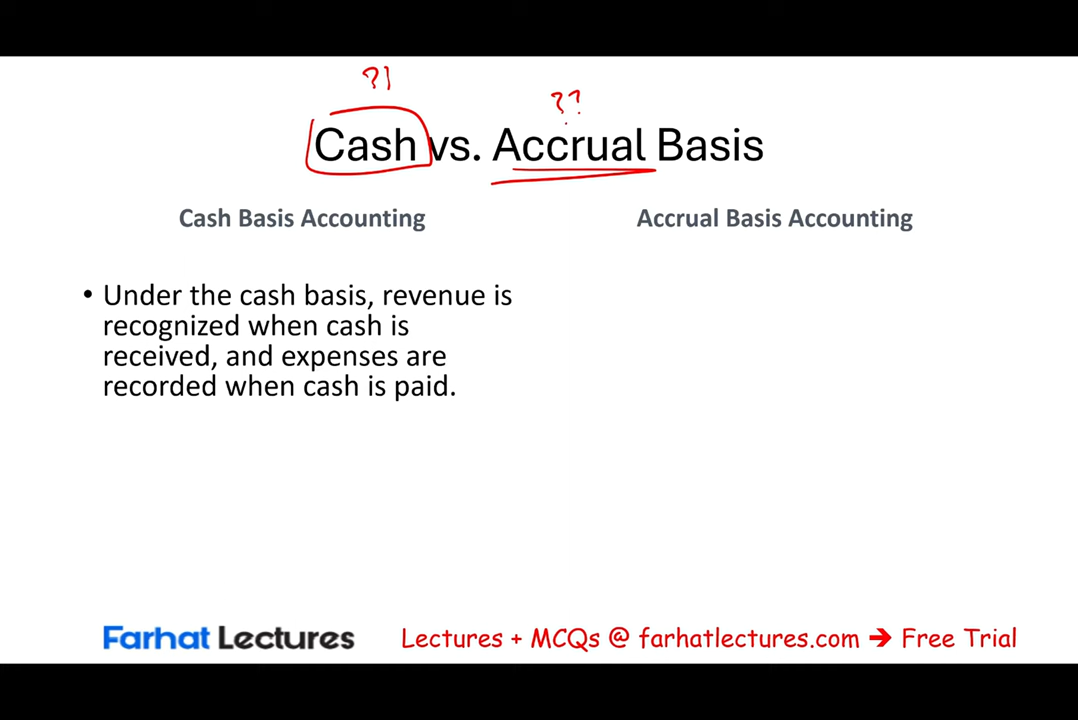 ?1 ??
Cash vs. Accrual Basis
Cash Basis Accounting
Accrual Basis Accounting
• Under the cash basis, revenue is
recognized when cash is
received, and expenses are
recorded when cash is paid.
Farhat Lectures
Lectures + MCQs @ farhatlectures.com ➔ Free Trial